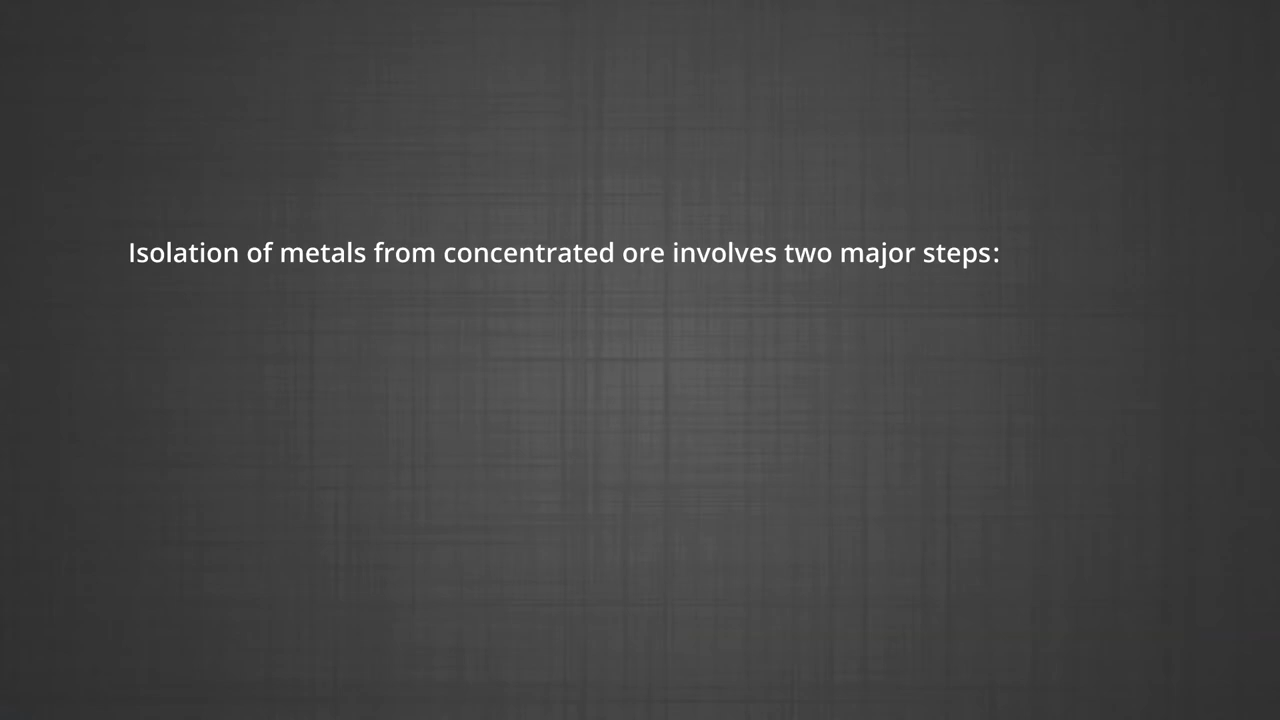 Isolation of metals from concentrated ore involves two major steps: